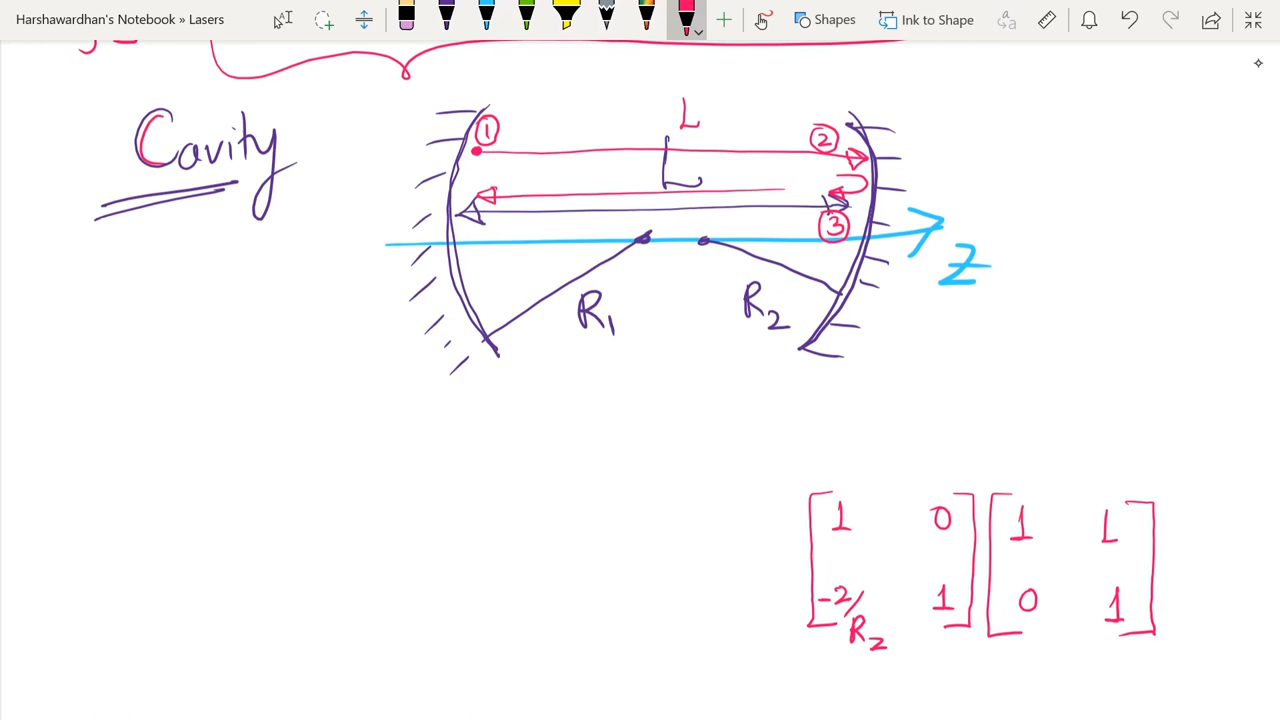 Harshawardhan's Notebook » Lasers
Shapes
Ink to Shape
Cavity
L
1
2
L
3
Z
R1
R2
1 0 1 L
-2/R2 1 0 1